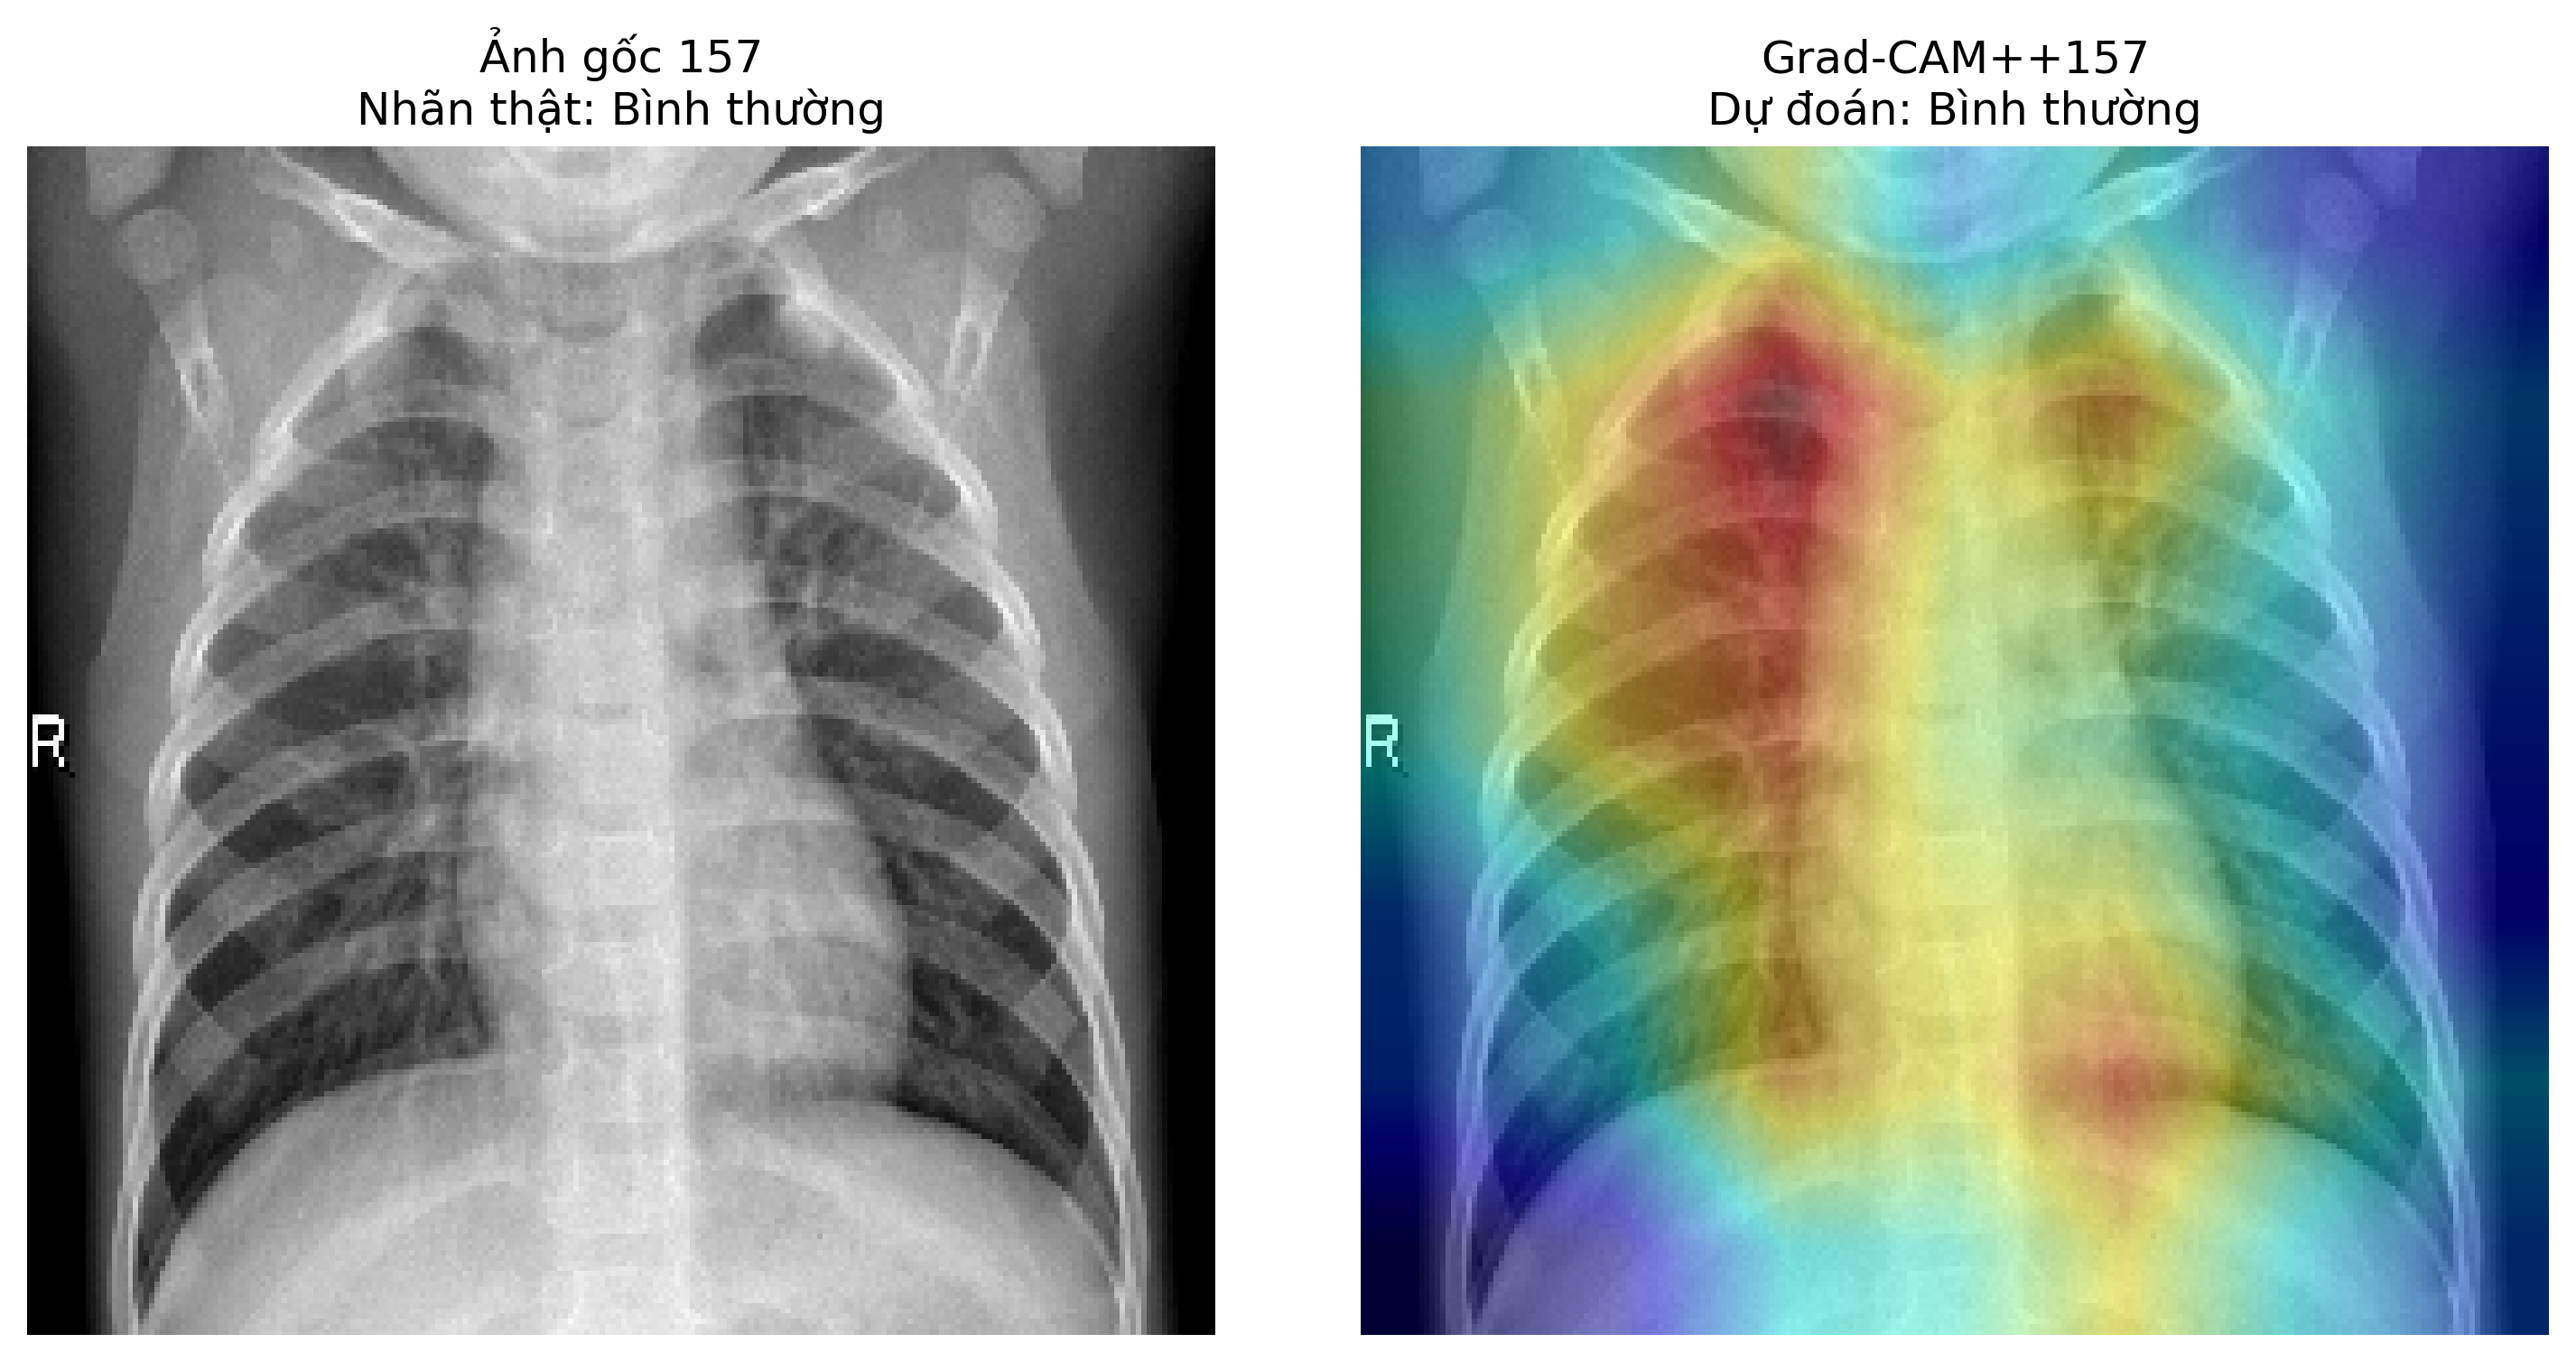 Ảnh gốc 157
Nhãn thật: Bình thường
Grad-CAM++157
Dự đoán: Bình thường
R
R